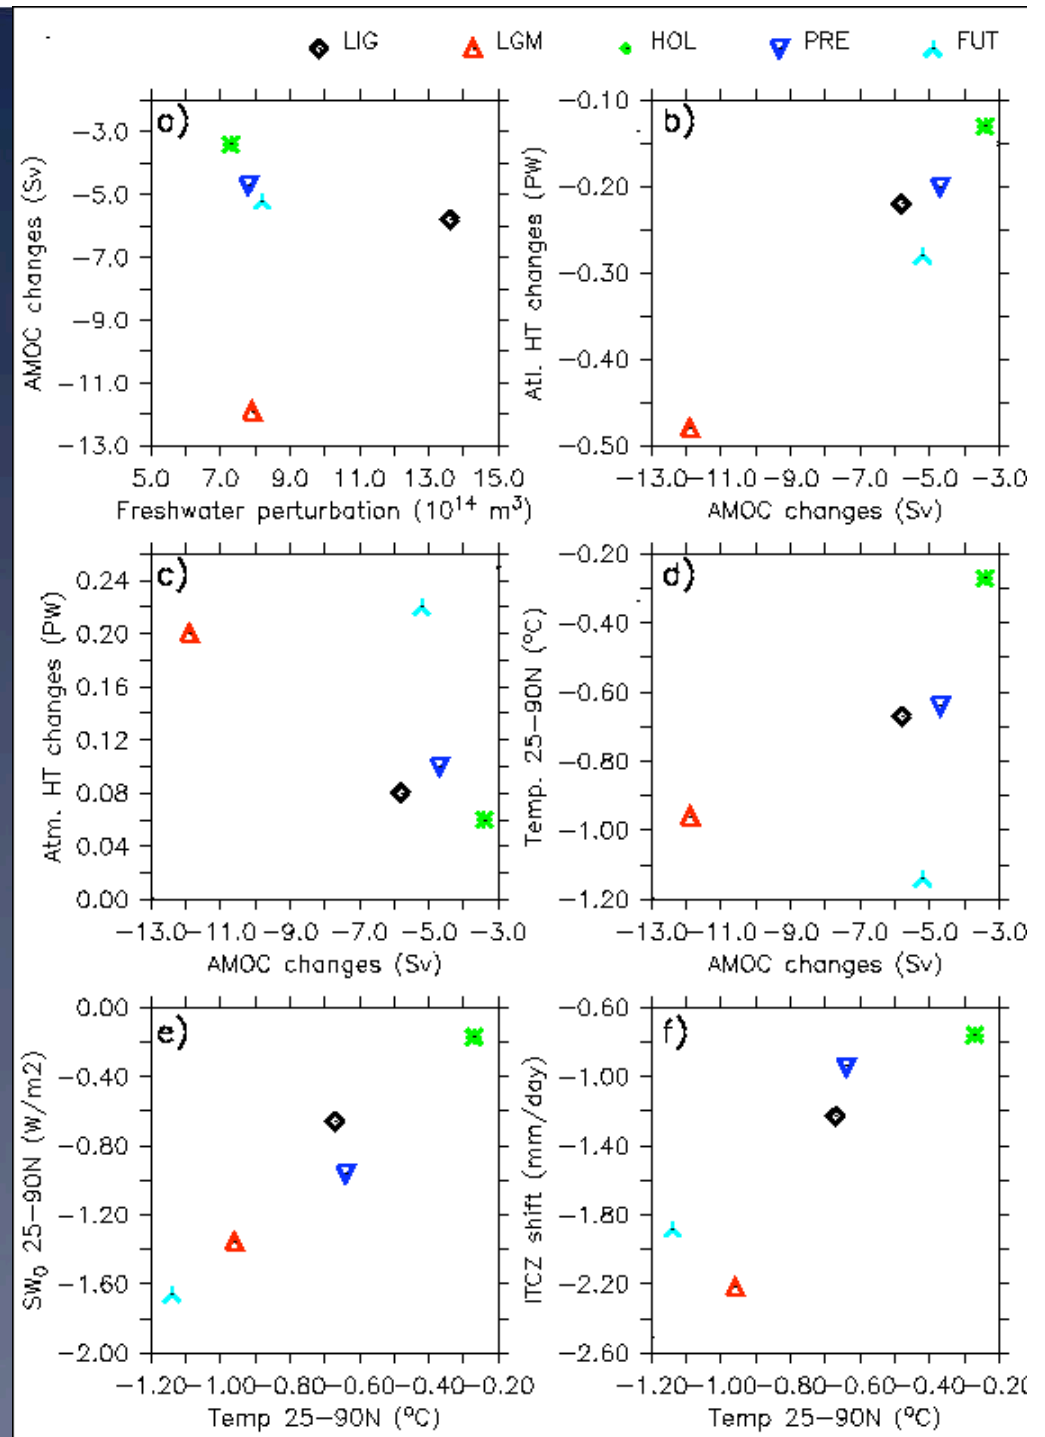 LIG LGM HOL PRE FUT
a)
−3.0
−5.0
−7.0
−9.0
−11.0
−13.0
AMOC changes (Sv)
5.0 7.0 9.0 11.0 13.0 15.0
Freshwater perturbation (10¹⁴ m³)
b)
−0.10
−0.20
−0.30
−0.40
−0.50
Atl. HT changes (PW)
−13.0−11.0 −9.0 −7.0 −5.0 −3.0
AMOC changes (Sv)
c)
0.24
0.20
0.16
0.12
0.08
0.04
0.00
Atm. HT changes (PW)
−13.0−11.0 −9.0 −7.0 −5.0 −3.0
AMOC changes (Sv)
d)
−0.20
−0.40
−0.60
−0.80
−1.00
−1.20
Temp. 25−90N (°C)
−13.0−11.0 −9.0 −7.0 −5.0 −3.0
AMOC changes (Sv)
e)
0.00
−0.40
−0.80
−1.20
−1.60
−2.00
SW₀ 25−90N (W/m2)
−1.20−1.00−0.80−0.60−0.40−0.20
Temp 25−90N (°C)
f)
−0.60
−1.00
−1.40
−1.80
−2.20
−2.60
ITCZ shift (mm/day)
−1.20−1.00−0.80−0.60−0.40−0.20
Temp 25−90N (°C)